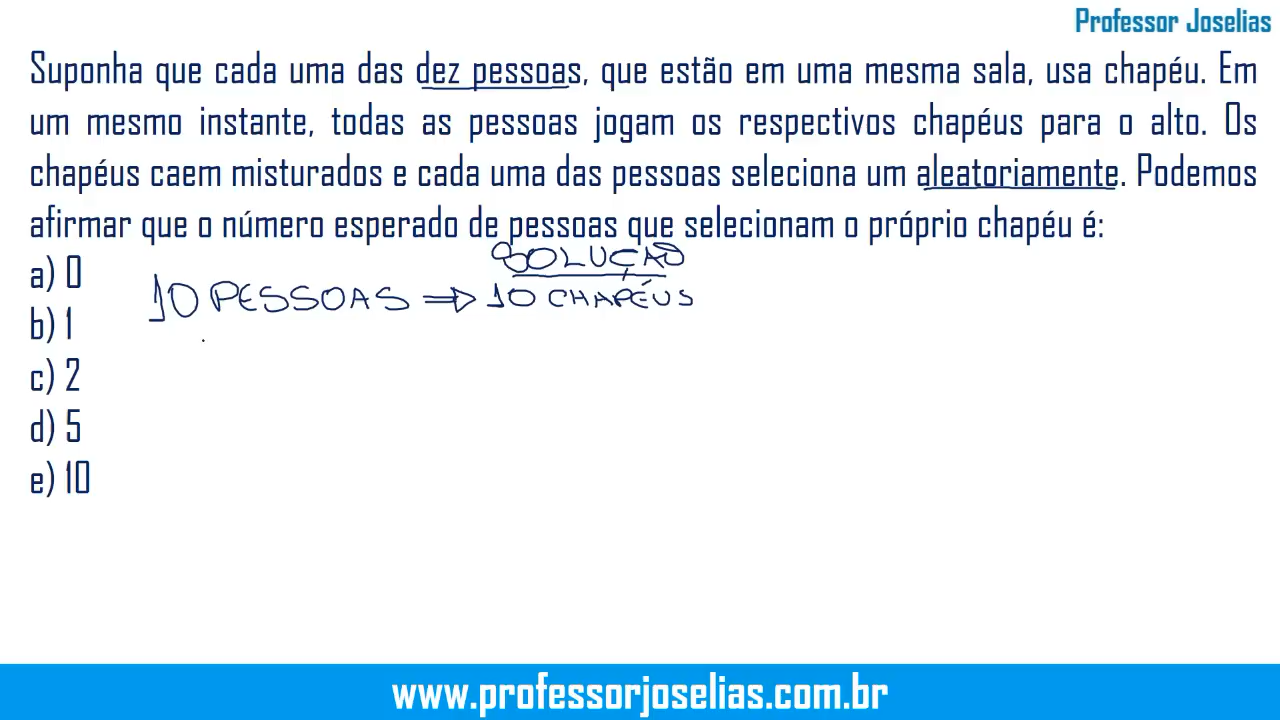 Professor Joselias
Suponha que cada uma das dez pessoas, que estão em uma mesma sala, usa chapéu. Em
um mesmo instante, todas as pessoas jogam os respectivos chapéus para o alto. Os
chapéus caem misturados e cada uma das pessoas seleciona um aleatoriamente. Podemos
afirmar que o número esperado de pessoas que selecionam o próprio chapéu é:
SOLUÇÃO
a) 0
10 PESSOAS ⇒ 10 CHAPÉUS
b) 1
c) 2
d) 5
e) 10
www.professorjoselias.com.br